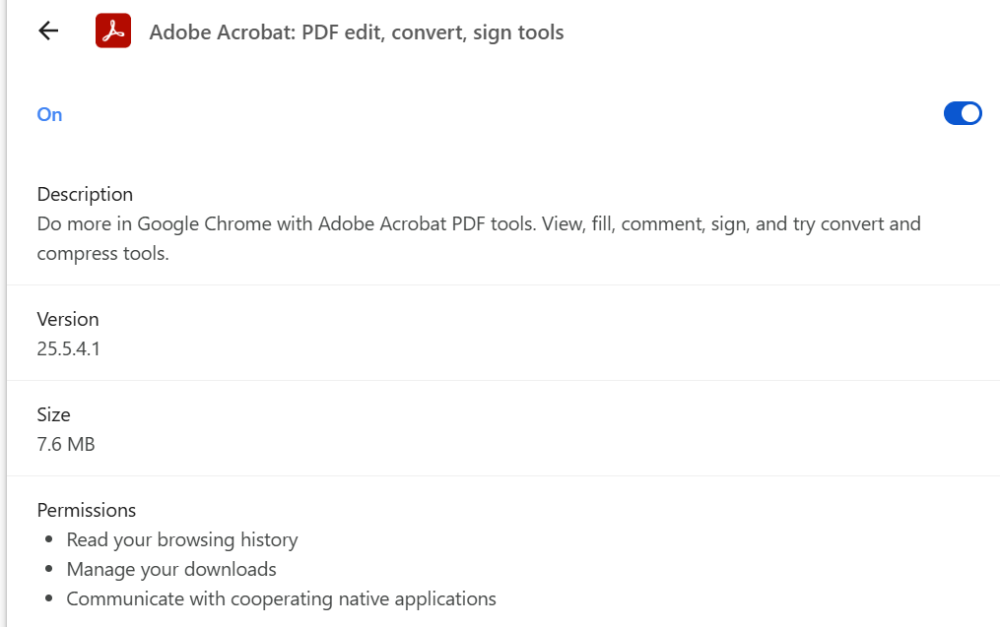 Adobe Acrobat: PDF edit, convert, sign tools
On
Description
Do more in Google Chrome with Adobe Acrobat PDF tools. View, fill, comment, sign, and try convert and
compress tools.
Version
25.5.4.1
Size
7.6 MB
Permissions
• Read your browsing history
• Manage your downloads
• Communicate with cooperating native applications